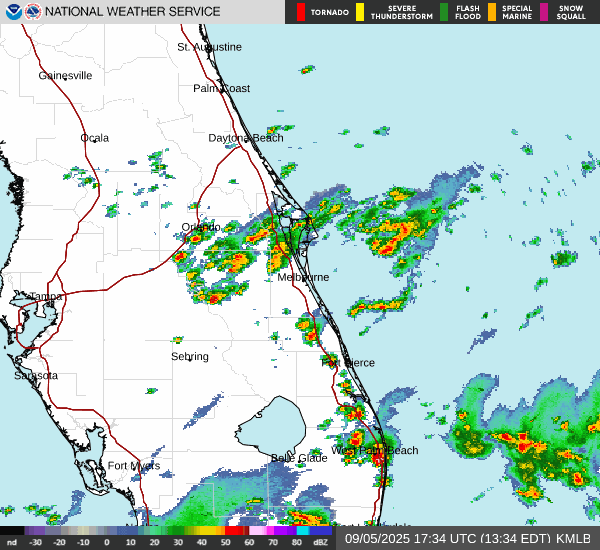 NATIONAL WEATHER SERVICE
TORNADO
SEVERE THUNDERSTORM
FLASH FLOOD
SPECIAL MARINE
SNOW SQUALL
St. Augustine
Gainesville
Palm Coast
Ocala
Daytona Beach
Orlando
Melbourne
Tampa
Sebring
Fort Pierce
Sarasota
West Palm Beach
Belle Glade
Fort Myers
nd -30 -20 -10 0 10 20 30 40 50 60 70 80 dBZ
09/05/2025 17:34 UTC (13:34 EDT) KMLB